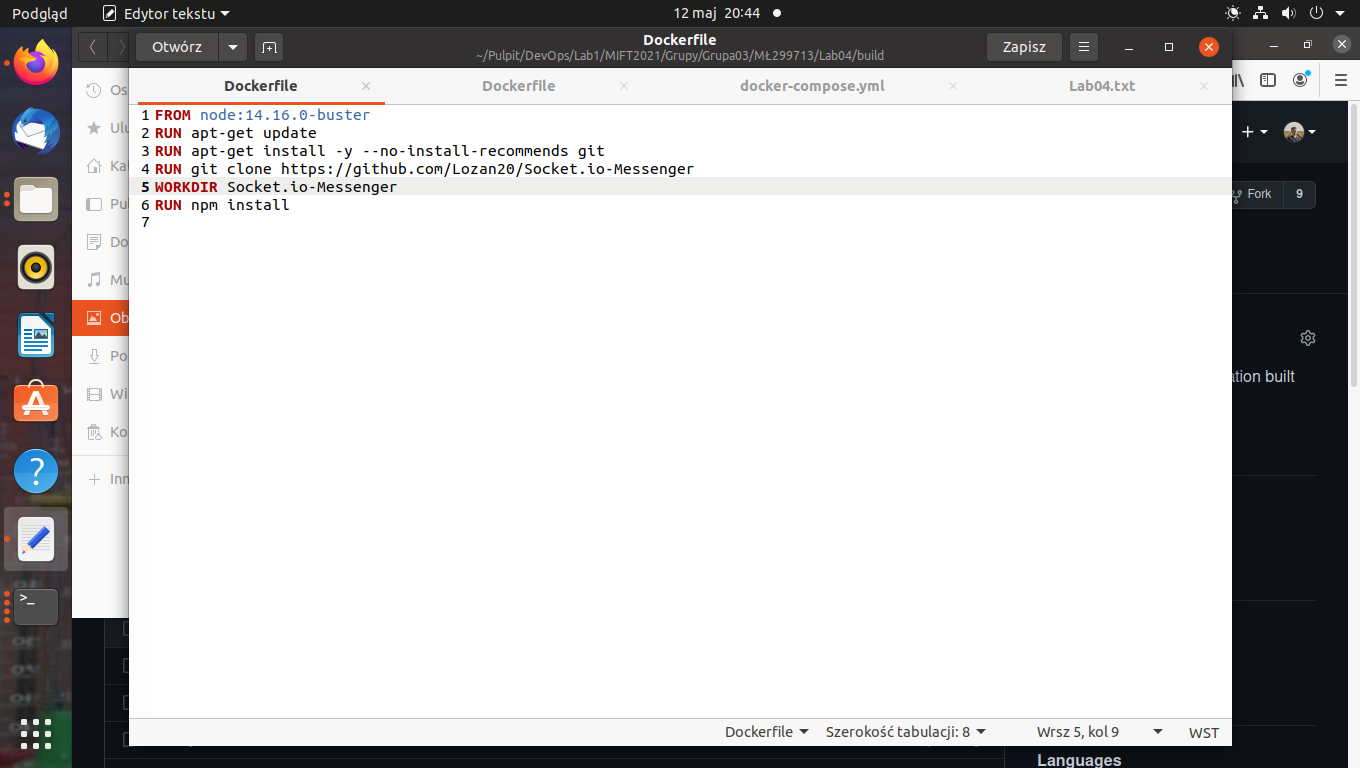 Podgląd Edytor tekstu 12 maj 20:44
Otwórz Dockerfile Zapisz
~/Pulpit/DevOps/Lab1/MIFT2021/Grupy/Grupa03/MŁ299713/Lab04/build
Dockerfile Dockerfile docker-compose.yml Lab04.txt
1 FROM node:14.16.0-buster
2 RUN apt-get update
3 RUN apt-get install -y --no-install-recommends git
4 RUN git clone https://github.com/Lozan20/Socket.io-Messenger
5 WORKDIR Socket.io-Messenger
6 RUN npm install
7
Os
Ulu
Kat
Pul
Do
Mu
Ob
Po
Wi
Ko
Inn
Fork 9
ation built
Dockerfile Szerokość tabulacji: 8 Wrsz 5, kol 9 WST
Languages